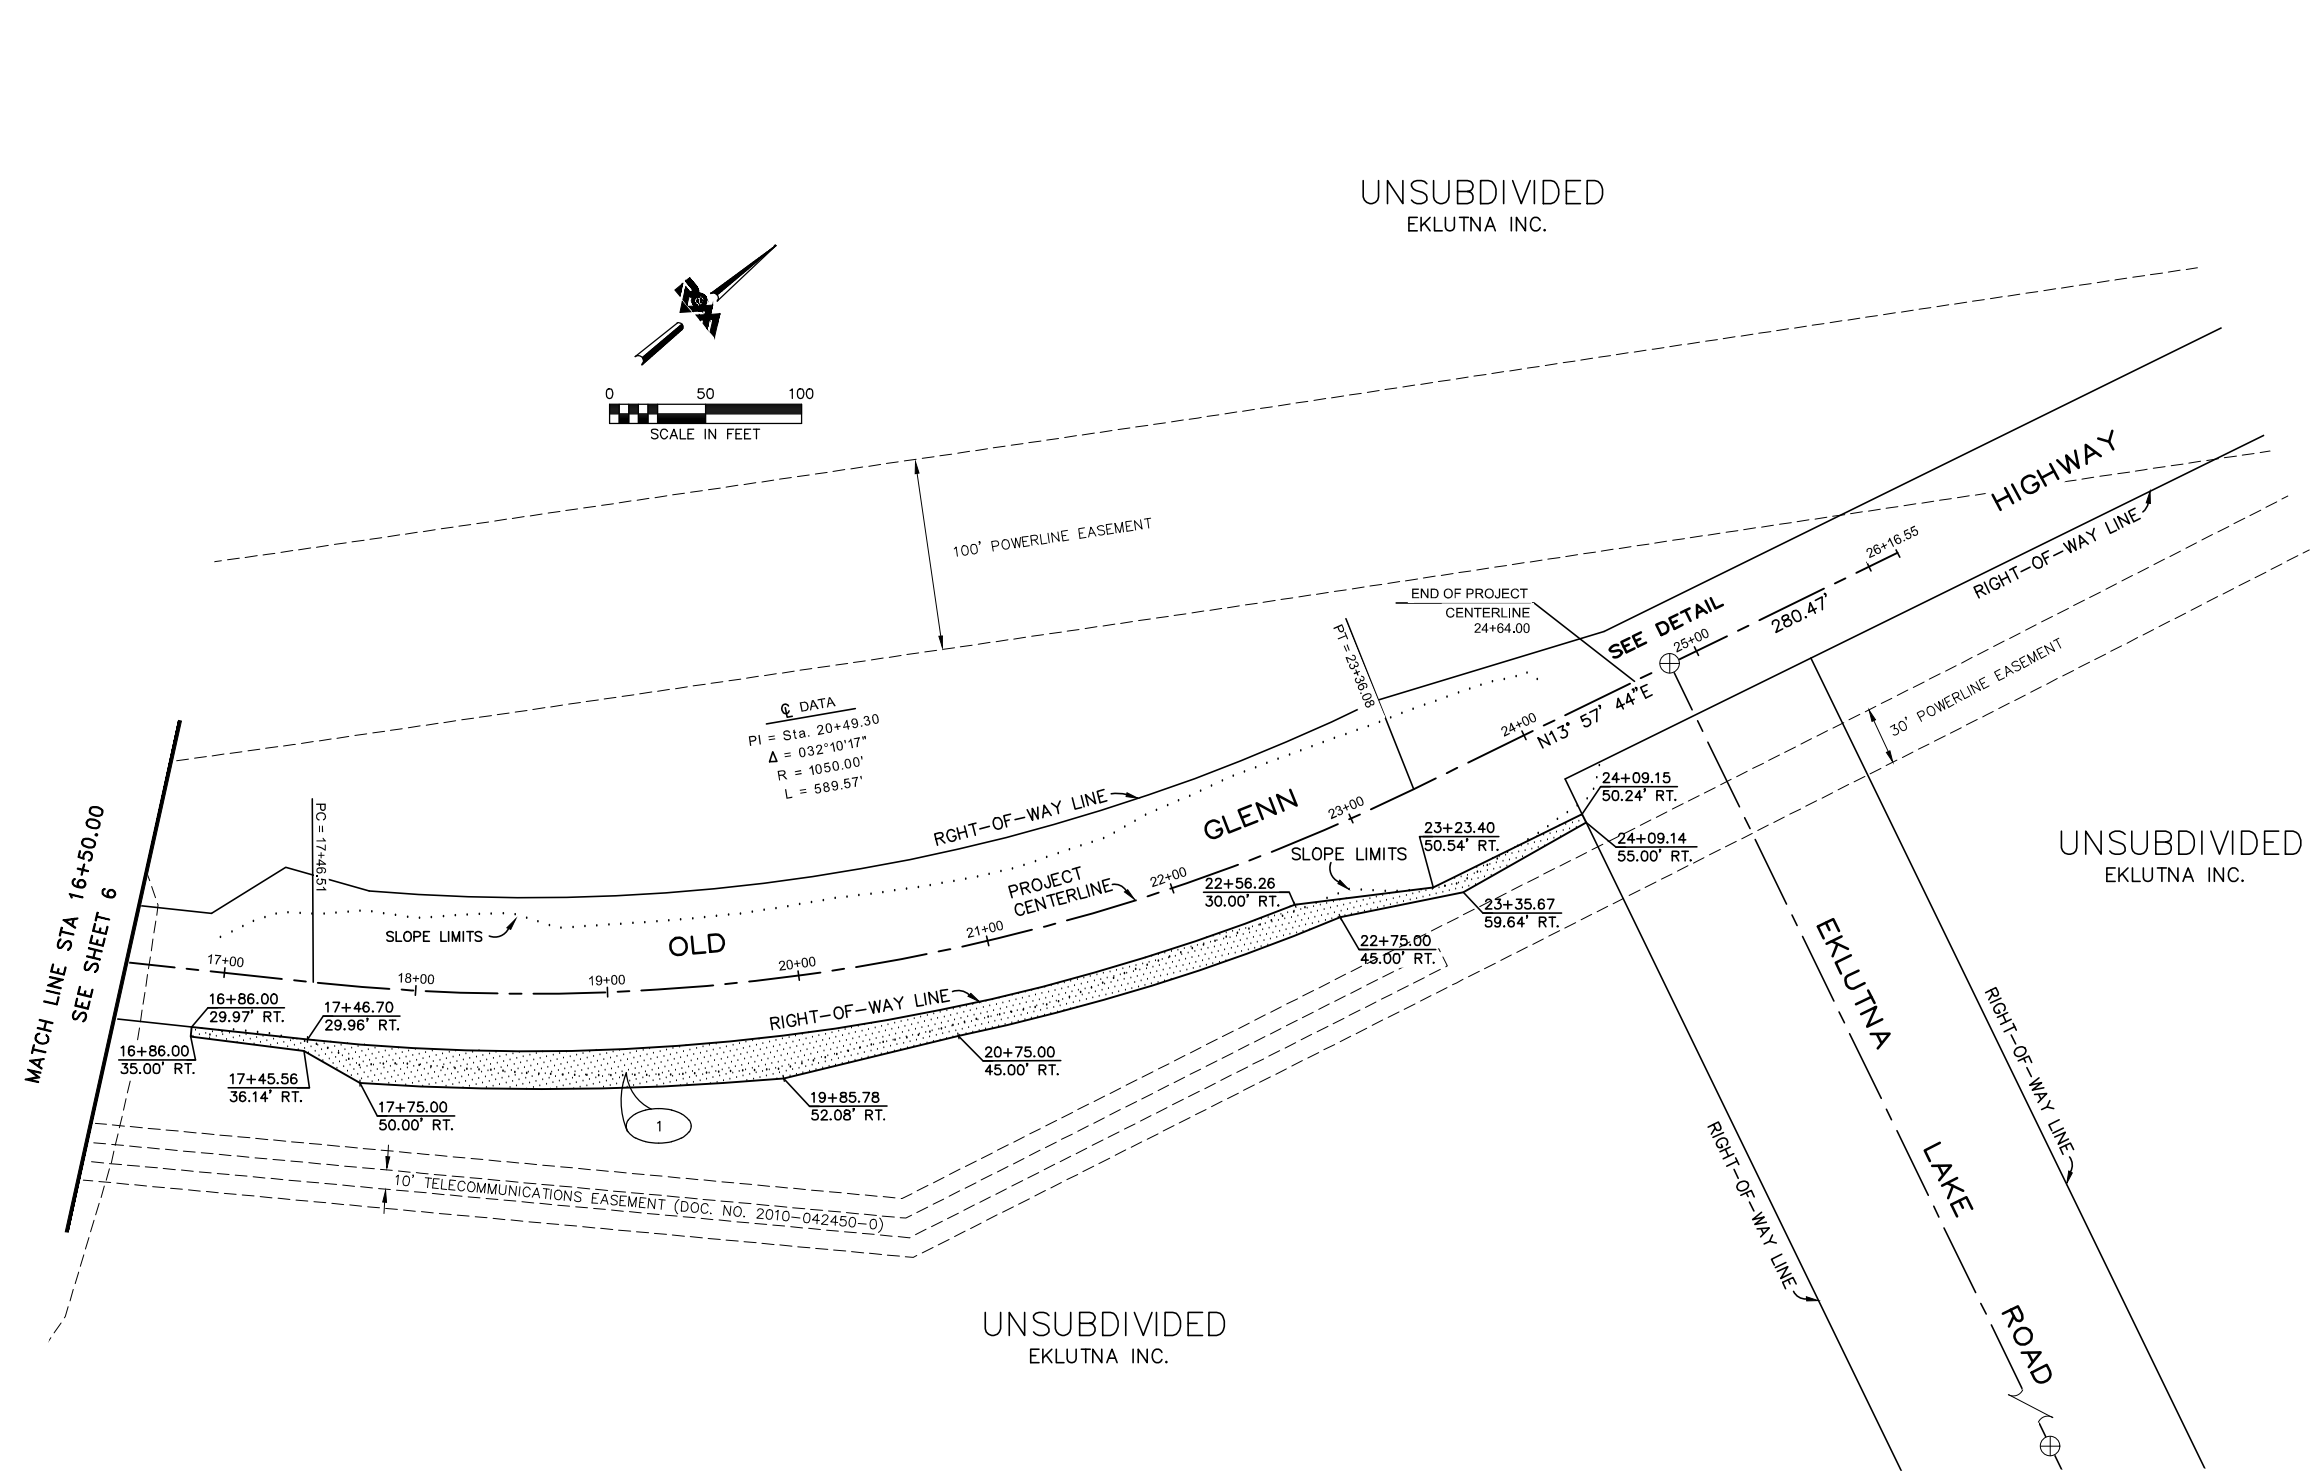 UNSUBDIVIDED
EKLUTNA INC.
0 50 100
SCALE IN FEET
100' POWERLINE EASEMENT
HIGHWAY
26+16.55
RIGHT-OF-WAY LINE
END OF PROJECT
CENTERLINE
24+64.00
SEE DETAIL
25+00
280.47'
N13° 57' 44"E
24+00
30' POWERLINE EASEMENT
PT = 23+36.08
℄ DATA
PI = Sta. 20+49.30
Δ = 032°10'17"
R = 1050.00'
L = 589.57'
PC = 17+46.51
RGHT-OF-WAY LINE
GLENN
23+00
MATCH LINE STA 16+50.00
SEE SHEET 6
24+09.15
50.24' RT.
23+23.40
50.54' RT.
24+09.14
55.00' RT.
SLOPE LIMITS
UNSUBDIVIDED
EKLUTNA INC.
PROJECT
CENTERLINE
22+00
22+56.26
30.00' RT.
23+35.67
59.64' RT.
22+75.00
45.00' RT.
SLOPE LIMITS
OLD
21+00
20+00
19+00
18+00
17+00
16+86.00
29.97' RT.
17+46.70
29.96' RT.
RIGHT-OF-WAY LINE
16+86.00
35.00' RT.
17+45.56
36.14' RT.
17+75.00
50.00' RT.
20+75.00
45.00' RT.
19+85.78
52.08' RT.
1
10' TELECOMMUNICATIONS EASEMENT (DOC. NO. 2010-042450-0)
EKLUTNA
LAKE
ROAD
RIGHT-OF-WAY LINE
RIGHT-OF-WAY LINE
UNSUBDIVIDED
EKLUTNA INC.